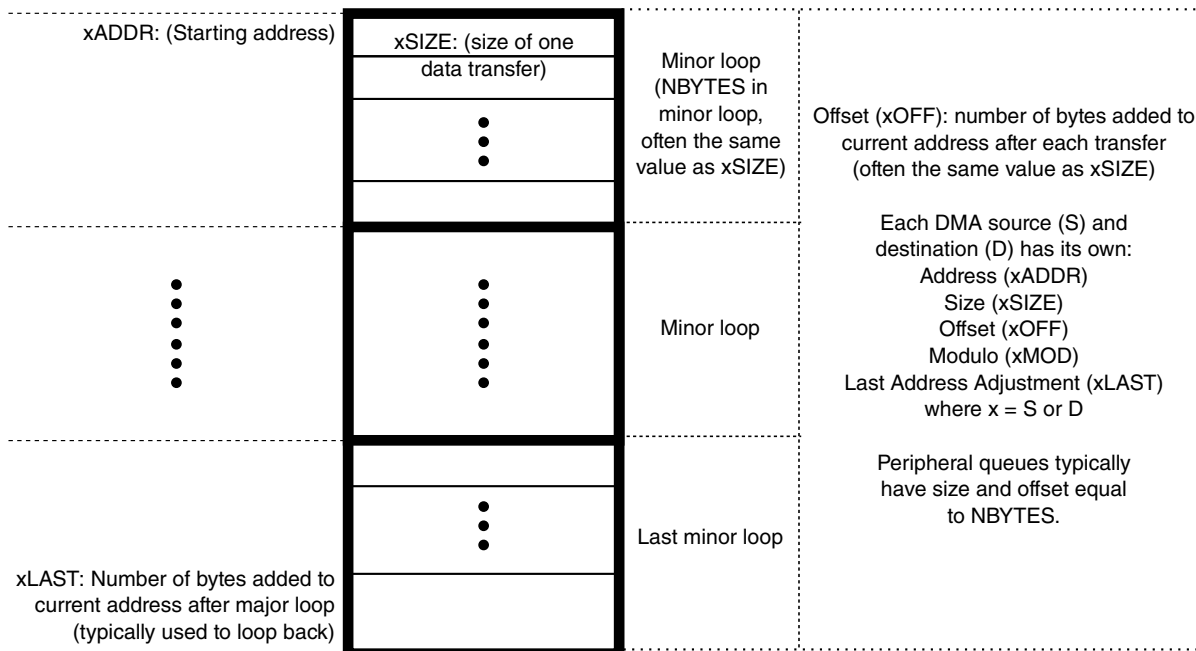 xADDR: (Starting address)
xSIZE: (size of one
data transfer)
Minor loop
(NBYTES in
minor loop,
often the same
value as xSIZE)
Offset (xOFF): number of bytes added to
current address after each transfer
(often the same value as xSIZE)
Each DMA source (S) and
destination (D) has its own:
Address (xADDR)
Size (xSIZE)
Offset (xOFF)
Modulo (xMOD)
Last Address Adjustment (xLAST)
where x = S or D
Peripheral queues typically
have size and offset equal
to NBYTES.
Minor loop
Last minor loop
xLAST: Number of bytes added to
current address after major loop
(typically used to loop back)